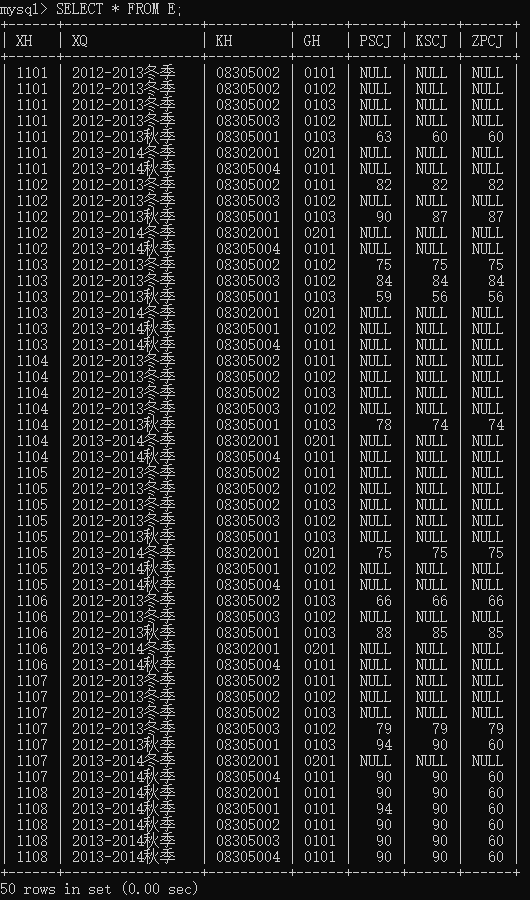 mysql> SELECT * FROM E;
+------+---------------+----------+------+------+------+------+
| XH | XQ | KH | GH | PSCJ | KSCJ | ZPCJ |
+------+---------------+----------+------+------+------+------+
| 1101 | 2012-2013冬季 | 08305002 | 0101 | NULL | NULL | NULL |
| 1101 | 2012-2013冬季 | 08305002 | 0102 | NULL | NULL | NULL |
| 1101 | 2012-2013冬季 | 08305002 | 0103 | NULL | NULL | NULL |
| 1101 | 2012-2013冬季 | 08305003 | 0102 | NULL | NULL | NULL |
| 1101 | 2012-2013秋季 | 08305001 | 0103 | 63 | 60 | 60 |
| 1101 | 2013-2014冬季 | 08302001 | 0201 | NULL | NULL | NULL |
| 1101 | 2013-2014秋季 | 08305004 | 0101 | NULL | NULL | NULL |
| 1102 | 2012-2013冬季 | 08305002 | 0101 | 82 | 82 | 82 |
| 1102 | 2012-2013冬季 | 08305003 | 0102 | NULL | NULL | NULL |
| 1102 | 2012-2013秋季 | 08305001 | 0103 | 90 | 87 | 87 |
| 1102 | 2013-2014冬季 | 08302001 | 0201 | NULL | NULL | NULL |
| 1102 | 2013-2014秋季 | 08305004 | 0101 | NULL | NULL | NULL |
| 1103 | 2012-2013冬季 | 08305002 | 0102 | 75 | 75 | 75 |
| 1103 | 2012-2013冬季 | 08305003 | 0102 | 84 | 84 | 84 |
| 1103 | 2012-2013秋季 | 08305001 | 0103 | 59 | 56 | 56 |
| 1103 | 2013-2014冬季 | 08302001 | 0201 | NULL | NULL | NULL |
| 1103 | 2013-2014秋季 | 08305001 | 0102 | NULL | NULL | NULL |
| 1103 | 2013-2014秋季 | 08305004 | 0101 | NULL | NULL | NULL |
| 1104 | 2012-2013冬季 | 08305002 | 0101 | NULL | NULL | NULL |
| 1104 | 2012-2013冬季 | 08305002 | 0102 | NULL | NULL | NULL |
| 1104 | 2012-2013冬季 | 08305002 | 0103 | NULL | NULL | NULL |
| 1104 | 2012-2013冬季 | 08305003 | 0102 | NULL | NULL | NULL |
| 1104 | 2012-2013秋季 | 08305001 | 0103 | 78 | 74 | 74 |
| 1104 | 2013-2014冬季 | 08302001 | 0201 | NULL | NULL | NULL |
| 1104 | 2013-2014秋季 | 08305004 | 0101 | NULL | NULL | NULL |
| 1105 | 2012-2013冬季 | 08305002 | 0101 | NULL | NULL | NULL |
| 1105 | 2012-2013冬季 | 08305002 | 0102 | NULL | NULL | NULL |
| 1105 | 2012-2013冬季 | 08305002 | 0103 | NULL | NULL | NULL |
| 1105 | 2012-2013冬季 | 08305003 | 0102 | NULL | NULL | NULL |
| 1105 | 2012-2013秋季 | 08305001 | 0103 | NULL | NULL | NULL |
| 1105 | 2013-2014冬季 | 08302001 | 0201 | 75 | 75 | 75 |
| 1105 | 2013-2014秋季 | 08305001 | 0102 | NULL | NULL | NULL |
| 1105 | 2013-2014秋季 | 08305004 | 0101 | NULL | NULL | NULL |
| 1106 | 2012-2013冬季 | 08305002 | 0103 | 66 | 66 | 66 |
| 1106 | 2012-2013冬季 | 08305003 | 0102 | NULL | NULL | NULL |
| 1106 | 2012-2013秋季 | 08305001 | 0103 | 88 | 85 | 85 |
| 1106 | 2013-2014冬季 | 08302001 | 0201 | NULL | NULL | NULL |
| 1106 | 2013-2014秋季 | 08305004 | 0101 | NULL | NULL | NULL |
| 1107 | 2012-2013冬季 | 08305002 | 0101 | NULL | NULL | NULL |
| 1107 | 2012-2013冬季 | 08305002 | 0102 | NULL | NULL | NULL |
| 1107 | 2012-2013冬季 | 08305002 | 0103 | NULL | NULL | NULL |
| 1107 | 2012-2013冬季 | 08305003 | 0102 | 79 | 79 | 79 |
| 1107 | 2012-2013秋季 | 08305001 | 0103 | 94 | 90 | 60 |
| 1107 | 2013-2014冬季 | 08302001 | 0201 | NULL | NULL | NULL |
| 1107 | 2013-2014秋季 | 08305004 | 0101 | 90 | 90 | 60 |
| 1108 | 2013-2014秋季 | 08302001 | 0101 | 90 | 90 | 60 |
| 1108 | 2013-2014秋季 | 08305001 | 0101 | 94 | 90 | 60 |
| 1108 | 2013-2014秋季 | 08305002 | 0101 | 90 | 90 | 60 |
| 1108 | 2013-2014秋季 | 08305003 | 0101 | 90 | 90 | 60 |
| 1108 | 2013-2014秋季 | 08305004 | 0101 | 90 | 90 | 60 |
+------+---------------+----------+------+------+------+------+
50 rows in set (0.00 sec)